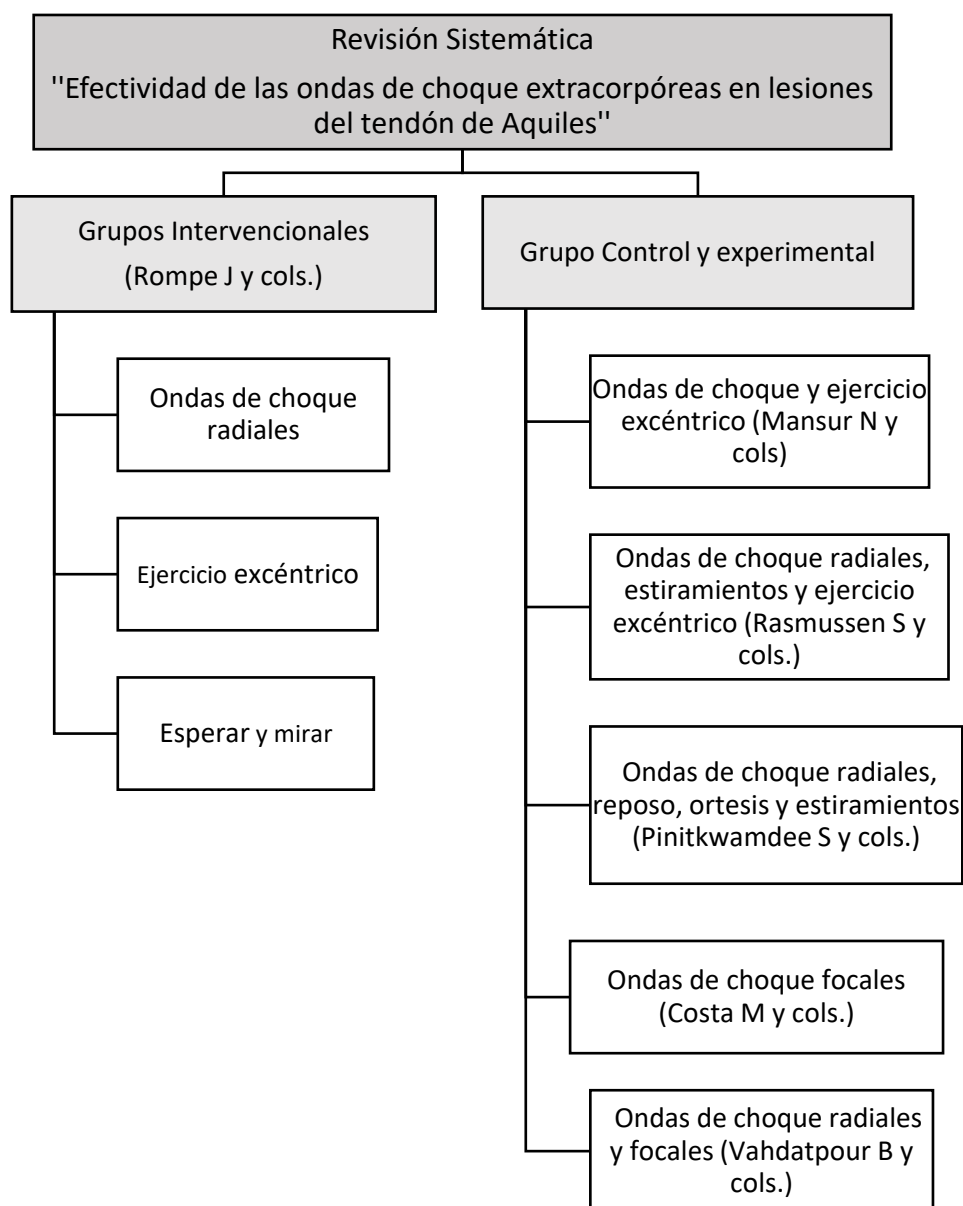 Revisión Sistemática
"Efectividad de las ondas de choque extracorpóreas en lesiones
del tendón de Aquiles"
Grupos Intervencionales
(Rompe J y cols.)
Ondas de choque
radiales
Ejercicio excéntrico
Esperar y mirar
Grupo Control y experimental
Ondas de choque y ejercicio
excéntrico (Mansur N y
cols)
Ondas de choque radiales,
estiramientos y ejercicio
excéntrico (Rasmussen S y
cols.)
Ondas de choque radiales,
reposo, ortesis y estiramientos
(Pinitkwamdee S y cols.)
Ondas de choque focales
(Costa M y cols.)
Ondas de choque radiales
y focales (Vahdatpour B y
cols.)